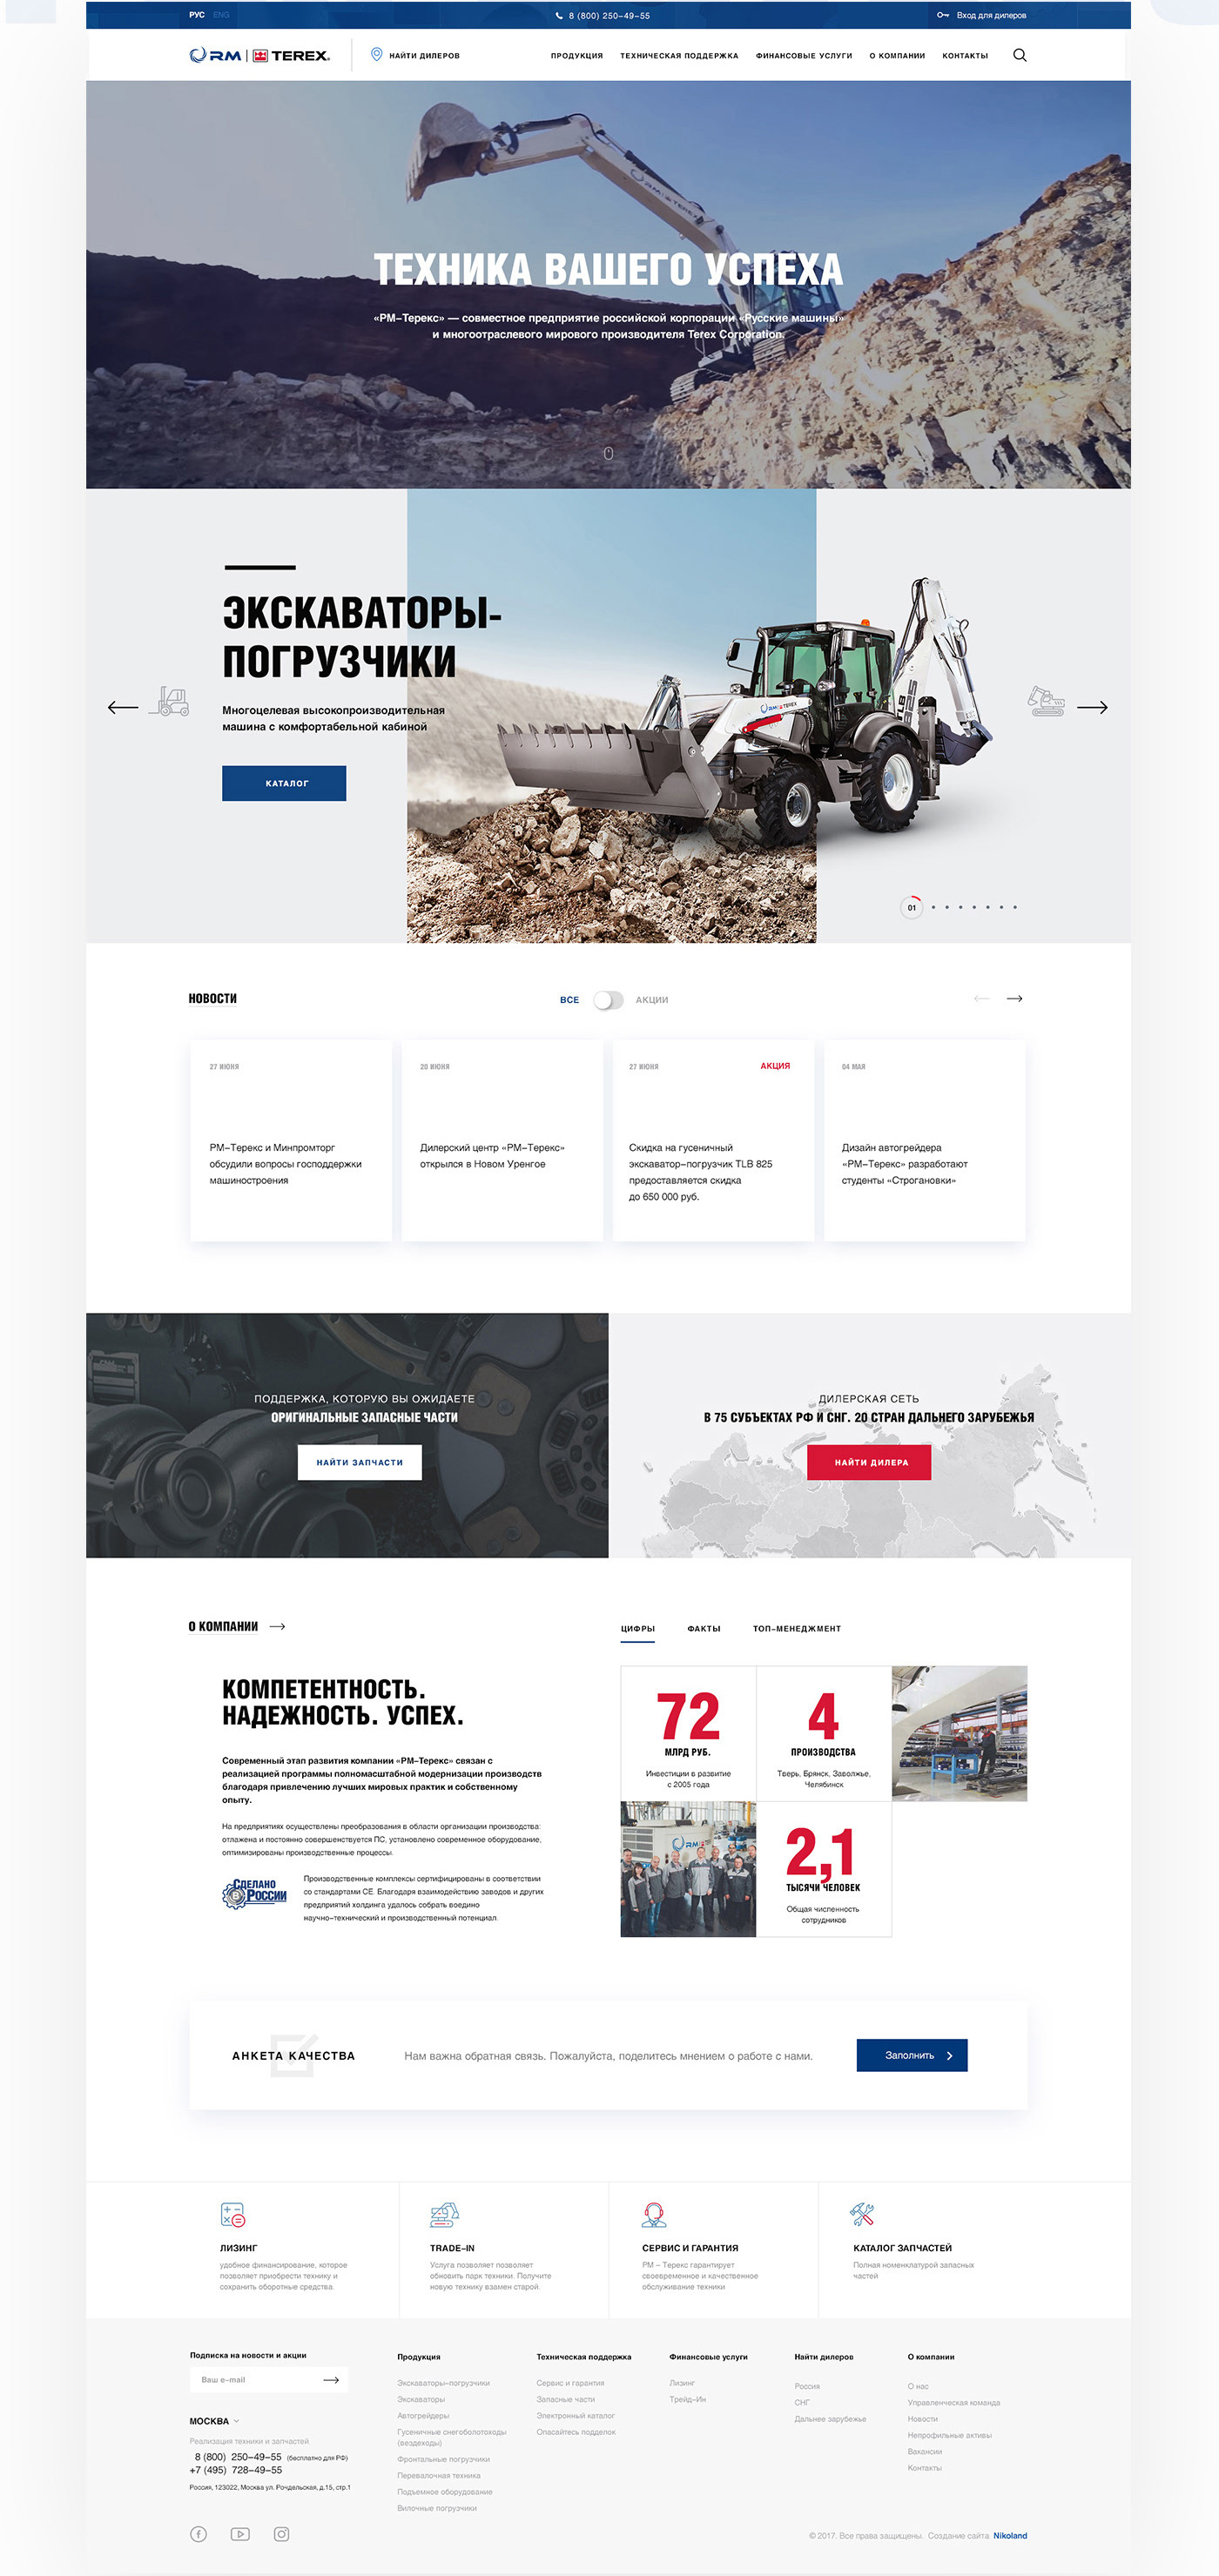 РУС ENG
8 (800) 250-49-55
Вход для дилеров
RM TEREX
НАЙТИ ДИЛЕРОВ
ПРОДУКЦИЯ ТЕХНИЧЕСКАЯ ПОДДЕРЖКА ФИНАНСОВЫЕ УСЛУГИ О КОМПАНИИ КОНТАКТЫ
ТЕХНИКА ВАШЕГО УСПЕХА
«РМ-Терекс» — совместное предприятие российской корпорации «Русские машины»
и многоотраслевого мирового производителя Terex Corporation.
ЭКСКАВАТОРЫ-
ПОГРУЗЧИКИ
Многоцелевая высокопроизводительная
машина с комфортабельной кабиной
КАТАЛОГ
RM TEREX
01
НОВОСТИ
ВСЕ АКЦИИ
27 ИЮНЯ
РМ-Терекс и Минпромторг
обсудили вопросы господдержки
машиностроения
20 ИЮНЯ
Дилерский центр «РМ-Терекс»
открылся в Новом Уренгое
27 ИЮНЯ АКЦИЯ
Скидка на гусеничный
экскаватор-погрузчик TLB 825
предоставляется скидка
до 650 000 руб.
04 МАЯ
Дизайн автогрейдера
«РМ-Терекс» разработают
студенты «Строгановки»
ПОДДЕРЖКА, КОТОРУЮ ВЫ ОЖИДАЕТЕ
ОРИГИНАЛЬНЫЕ ЗАПАСНЫЕ ЧАСТИ
НАЙТИ ЗАПЧАСТИ
ДИЛЕРСКАЯ СЕТЬ
В 75 СУБЪЕКТАХ РФ И СНГ. 20 СТРАН ДАЛЬНЕГО ЗАРУБЕЖЬЯ
НАЙТИ ДИЛЕРА
О КОМПАНИИ
КОМПЕТЕНТНОСТЬ.
НАДЕЖНОСТЬ. УСПЕХ.
Современный этап развития компании «РМ-Терекс» связан с
реализацией программы полномасштабной модернизации производств
благодаря привлечению лучших мировых практик и собственному
опыту.
На предприятиях осуществлены преобразования в области организации производства:
отлажена и постоянно совершенствуется ПС, установлено современное оборудование,
оптимизированы производственные процессы.
СДЕЛАНО
В РОССИИ
Производственные комплексы сертифицированы в соответствии
со стандартами СЕ. Благодаря взаимодействию заводов и других
предприятий холдинга удалось собрать воедино
научно-технический и производственный потенциал.
ЦИФРЫ ФАКТЫ ТОП-МЕНЕДЖМЕНТ
72
МЛРД РУБ.
Инвестиции в развитие
с 2005 года
4
ПРОИЗВОДСТВА
Тверь, Брянск, Заволжье,
Челябинск
RM
2,1
ТЫСЯЧИ ЧЕЛОВЕК
Общая численность
сотрудников
АНКЕТА КАЧЕСТВА
Нам важна обратная связь. Пожалуйста, поделитесь мнением о работе с нами.
Заполнить
ЛИЗИНГ
удобное финансирование, которое
позволяет приобрести технику и
сохранить оборотные средства.
TRADE-IN
Услуга позволяет позволяет
обновить парк техники. Получите
новую технику взамен старой.
СЕРВИС И ГАРАНТИЯ
РМ - Терекс гарантирует
своевременное и качественное
обслуживание техники
КАТАЛОГ ЗАПЧАСТЕЙ
Полная номенклатурой запасных
частей
Подписка на новости и акции
Ваш e-mail
МОСКВА
Реализация техники и запчастей
8 (800) 250-49-55 (бесплатно для РФ)
+7 (495) 728-49-55
Россия, 123022, Москва ул. Рочдельская, д.15, стр.1
Продукция
Экскаваторы-погрузчики
Экскаваторы
Автогрейдеры
Гусеничные снегоболотоходы
(вездеходы)
Фронтальные погрузчики
Перевалочная техника
Подъемное оборудование
Вилочные погрузчики
Техническая поддержка
Сервис и гарантия
Запасные части
Электронный каталог
Опасайтесь подделок
Финансовые услуги
Лизинг
Трейд-Ин
Найти дилеров
Россия
СНГ
Дальнее зарубежье
О компании
О нас
Управленческая команда
Новости
Непрофильные активы
Вакансии
Контакты
© 2017. Все права защищены. Создание сайта Nikoland